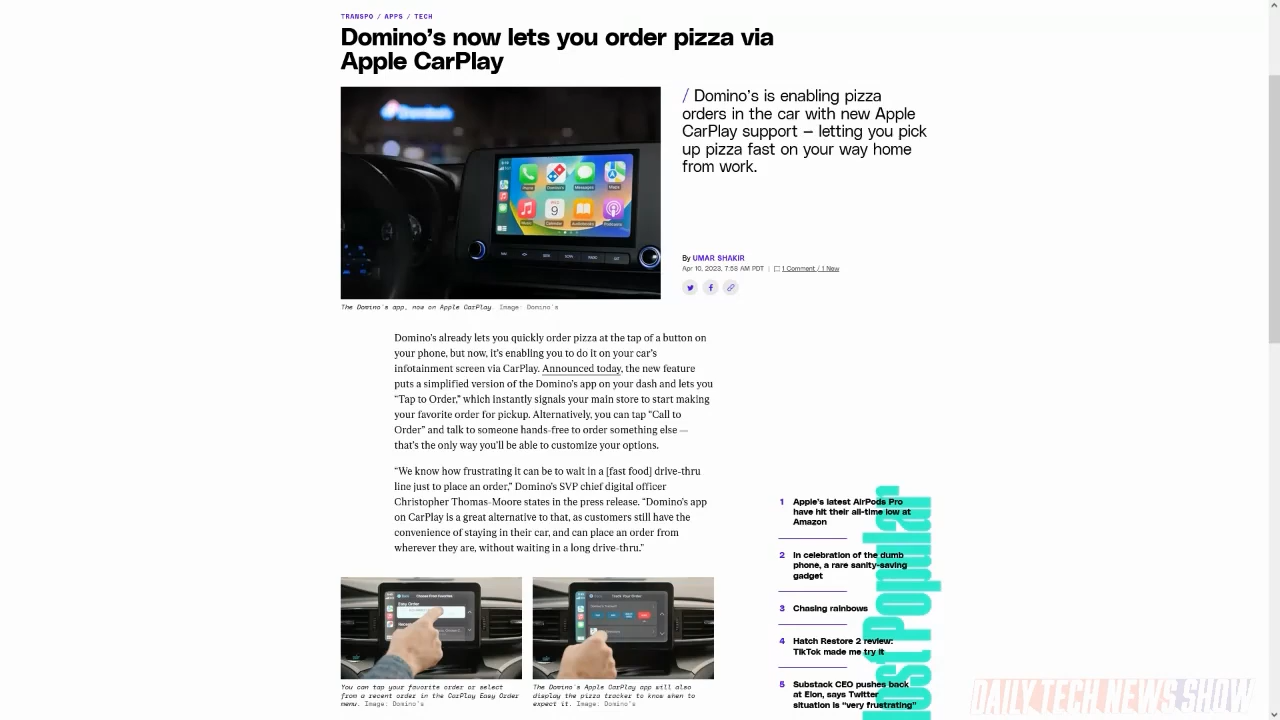 TRANSPO / APPS / TECH
Domino's now lets you order pizza via
Apple CarPlay
/ Domino's is enabling pizza
orders in the car with new Apple
CarPlay support — letting you pick
up pizza fast on your way home
from work.
By UMAR SHAKIR
Apr 10, 2023, 7:58 AM PDT | 1 Comment / 1 New
The Domino's app, now on Apple CarPlay. Image: Domino's
Domino's already lets you quickly order pizza at the tap of a button on
your phone, but now, it's enabling you to do it on your car's
infotainment screen via CarPlay. Announced today, the new feature
puts a simplified version of the Domino's app on your dash and lets you
“Tap to Order,” which instantly signals your main store to start making
your favorite order for pickup. Alternatively, you can tap “Call to
Order” and talk to someone hands-free to order something else —
that's the only way you'll be able to customize your options.
“We know how frustrating it can be to wait in a [fast food] drive-thru
line just to place an order,” Domino's SVP chief digital officer
Christopher Thomas-Moore states in the press release. “Domino's app
on CarPlay is a great alternative to that, as customers still have the
convenience of staying in their car, and can place an order from
wherever they are, without waiting in a long drive-thru.”
You can tap your favorite order or select
from a recent order in the CarPlay Easy Order
menu. Image: Domino's
The Domino's Apple CarPlay app will also
display the pizza tracker to know when to
expect it. Image: Domino's
Most Popular
1 Apple's latest AirPods Pro
have hit their all-time low at
Amazon
2 In celebration of the dumb
phone, a rare sanity-saving
gadget
3 Chasing rainbows
4 Hatch Restore 2 review:
TikTok made me try it
5 Substack CEO pushes back
at Elon, says Twitter
situation is “very frustrating”
DAILY TECH NEWS SHOW